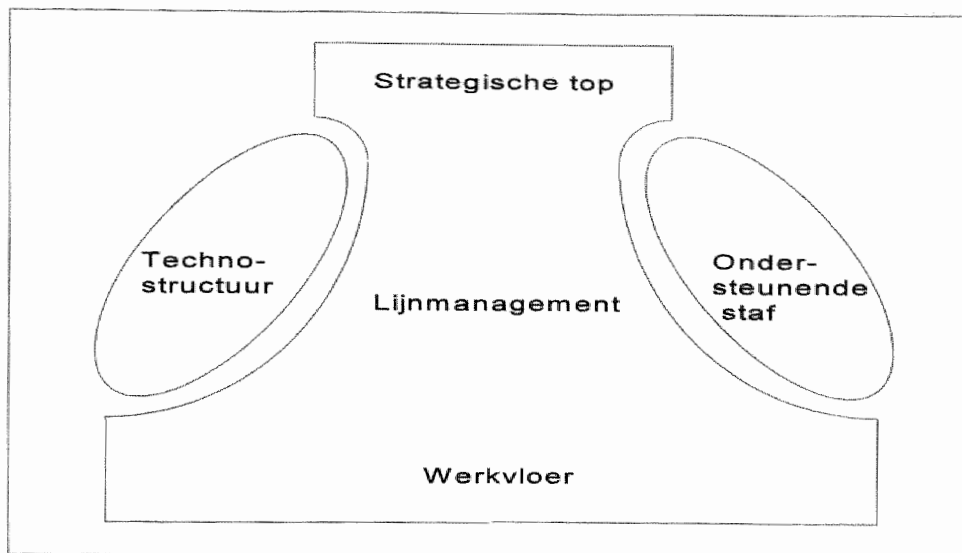 Strategische top
Techno-
structuur
Lijnmanagement
Onder-
steunende
staf
Werkvloer